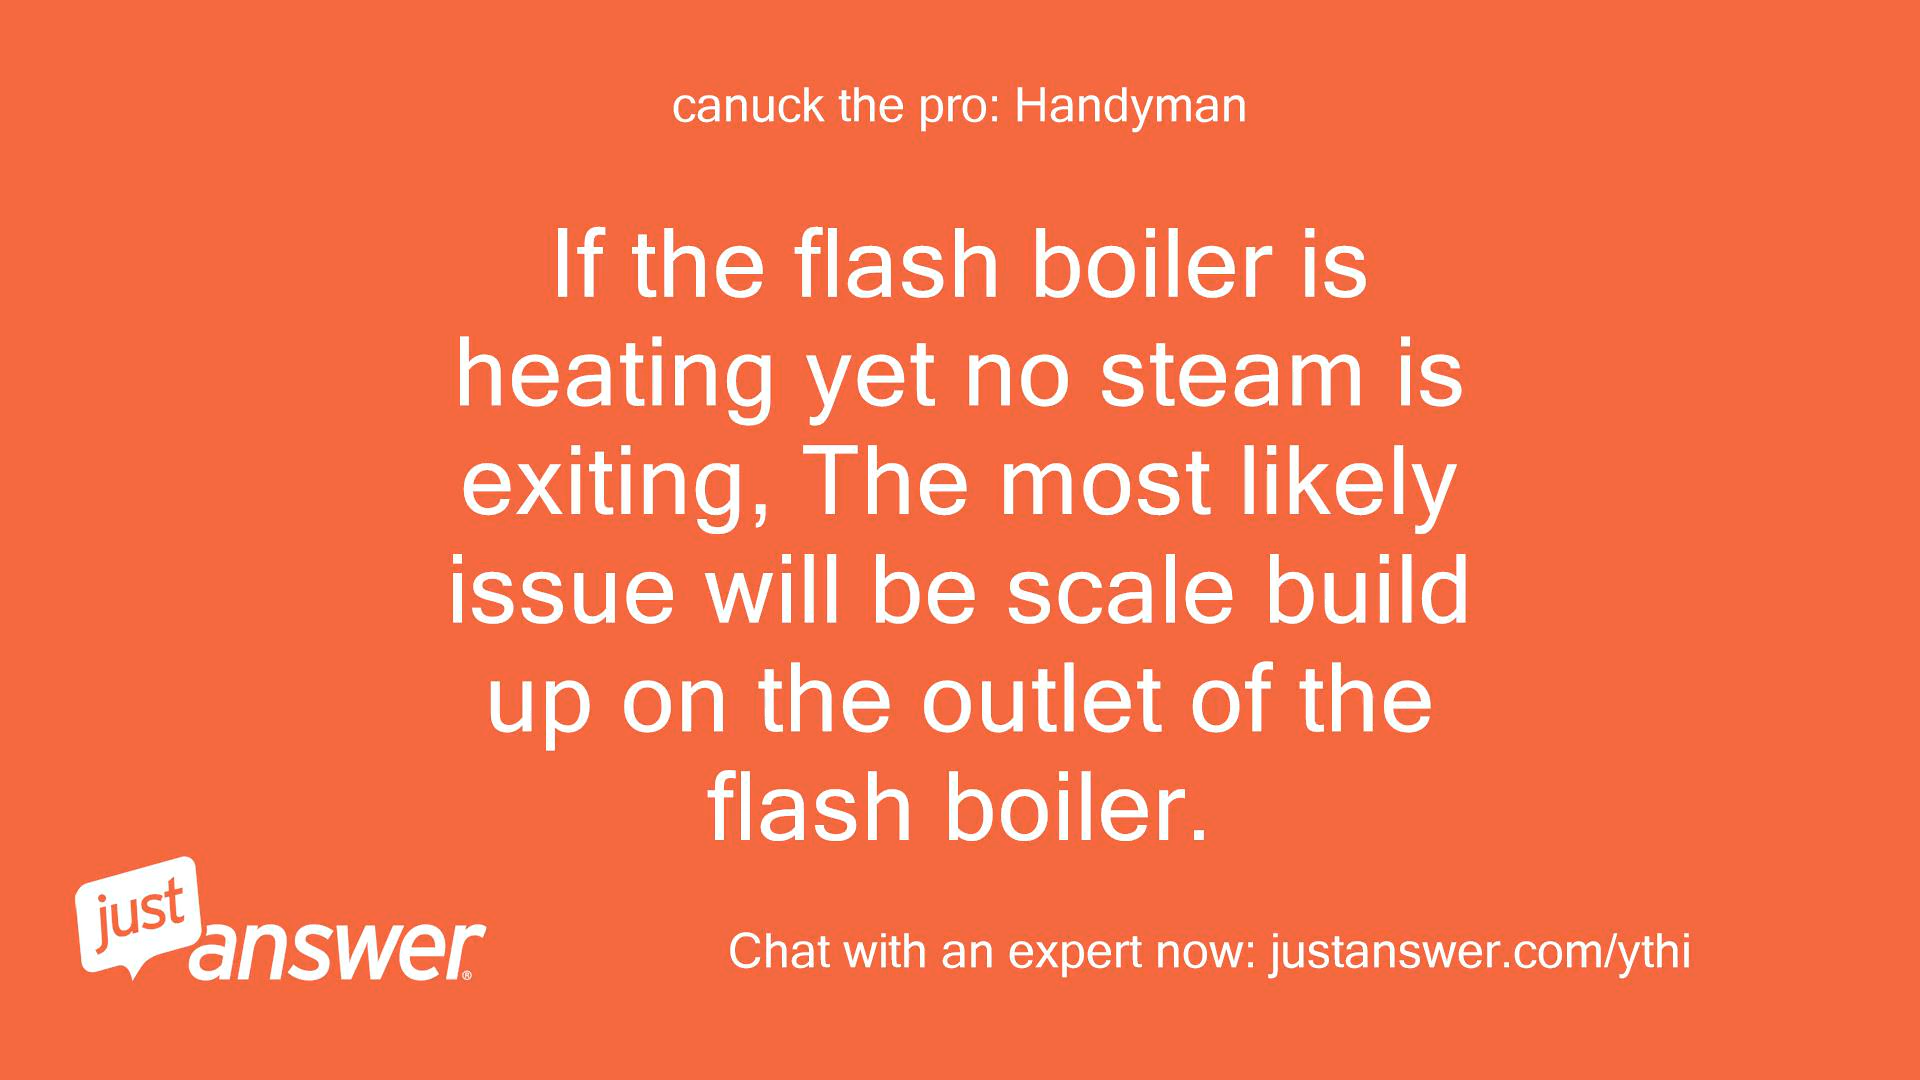 canuck the pro: Handyman
If the flash boiler is
heating yet no steam is
exiting, The most likely
issue will be scale build
up on the outlet of the
flash boiler.
just
answer®
Chat with an expert now: justanswer.com/ythi